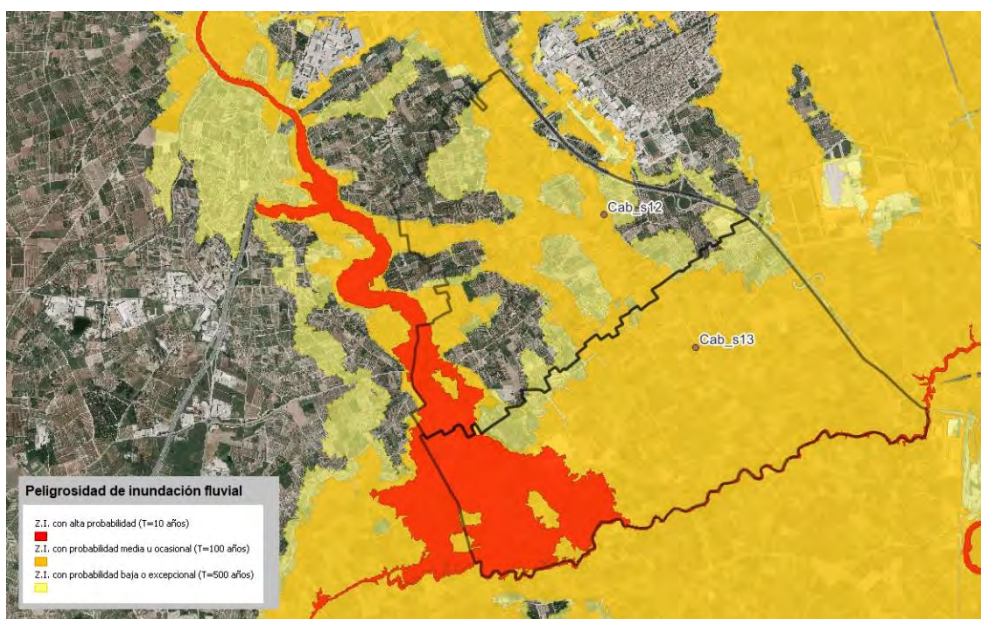 Cab_s12
Cab_s13
Peligrosidad de inundación fluvial
Z.I. con alta probabilidad (T=10 años)
Z.I. con probabilidad media u ocasional (T=100 años)
Z.I. con probabilidad baja o excepcional (T=500 años)